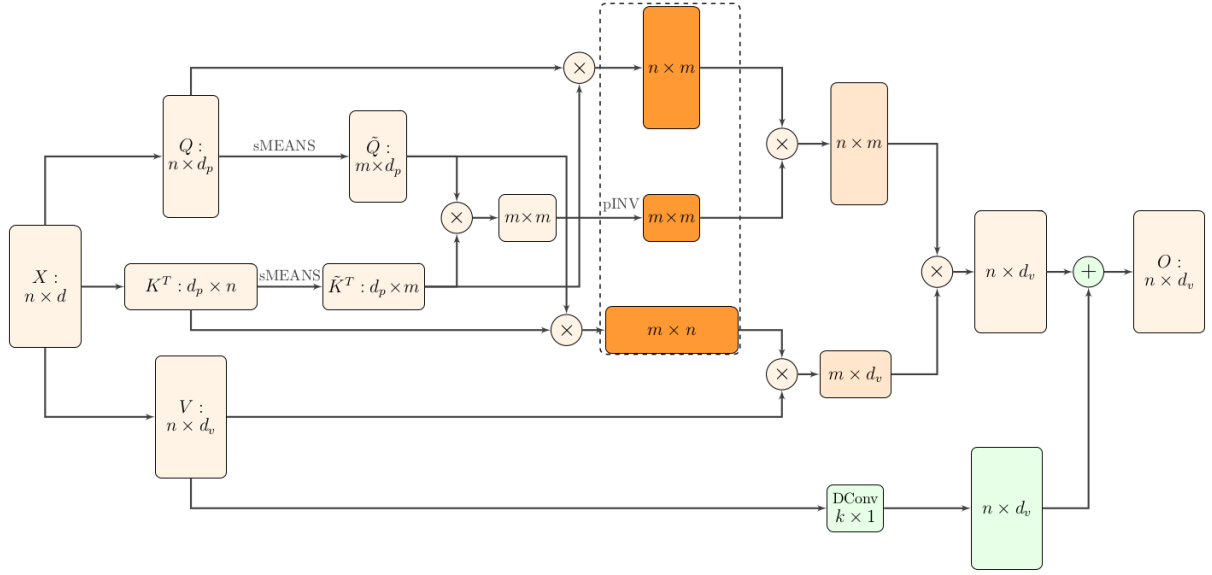 n × m
×
Q :
n × d_p
sMEANS
Q̃ :
m × d_p
×
n × m
×
m × m
pINV
m × m
X :
n × d
K^T : d_p × n
sMEANS
K̃^T : d_p × m
×
n × d_v
+
O :
n × d_v
×
m × n
×
m × d_v
V :
n × d_v
DConv
k × 1
n × d_v